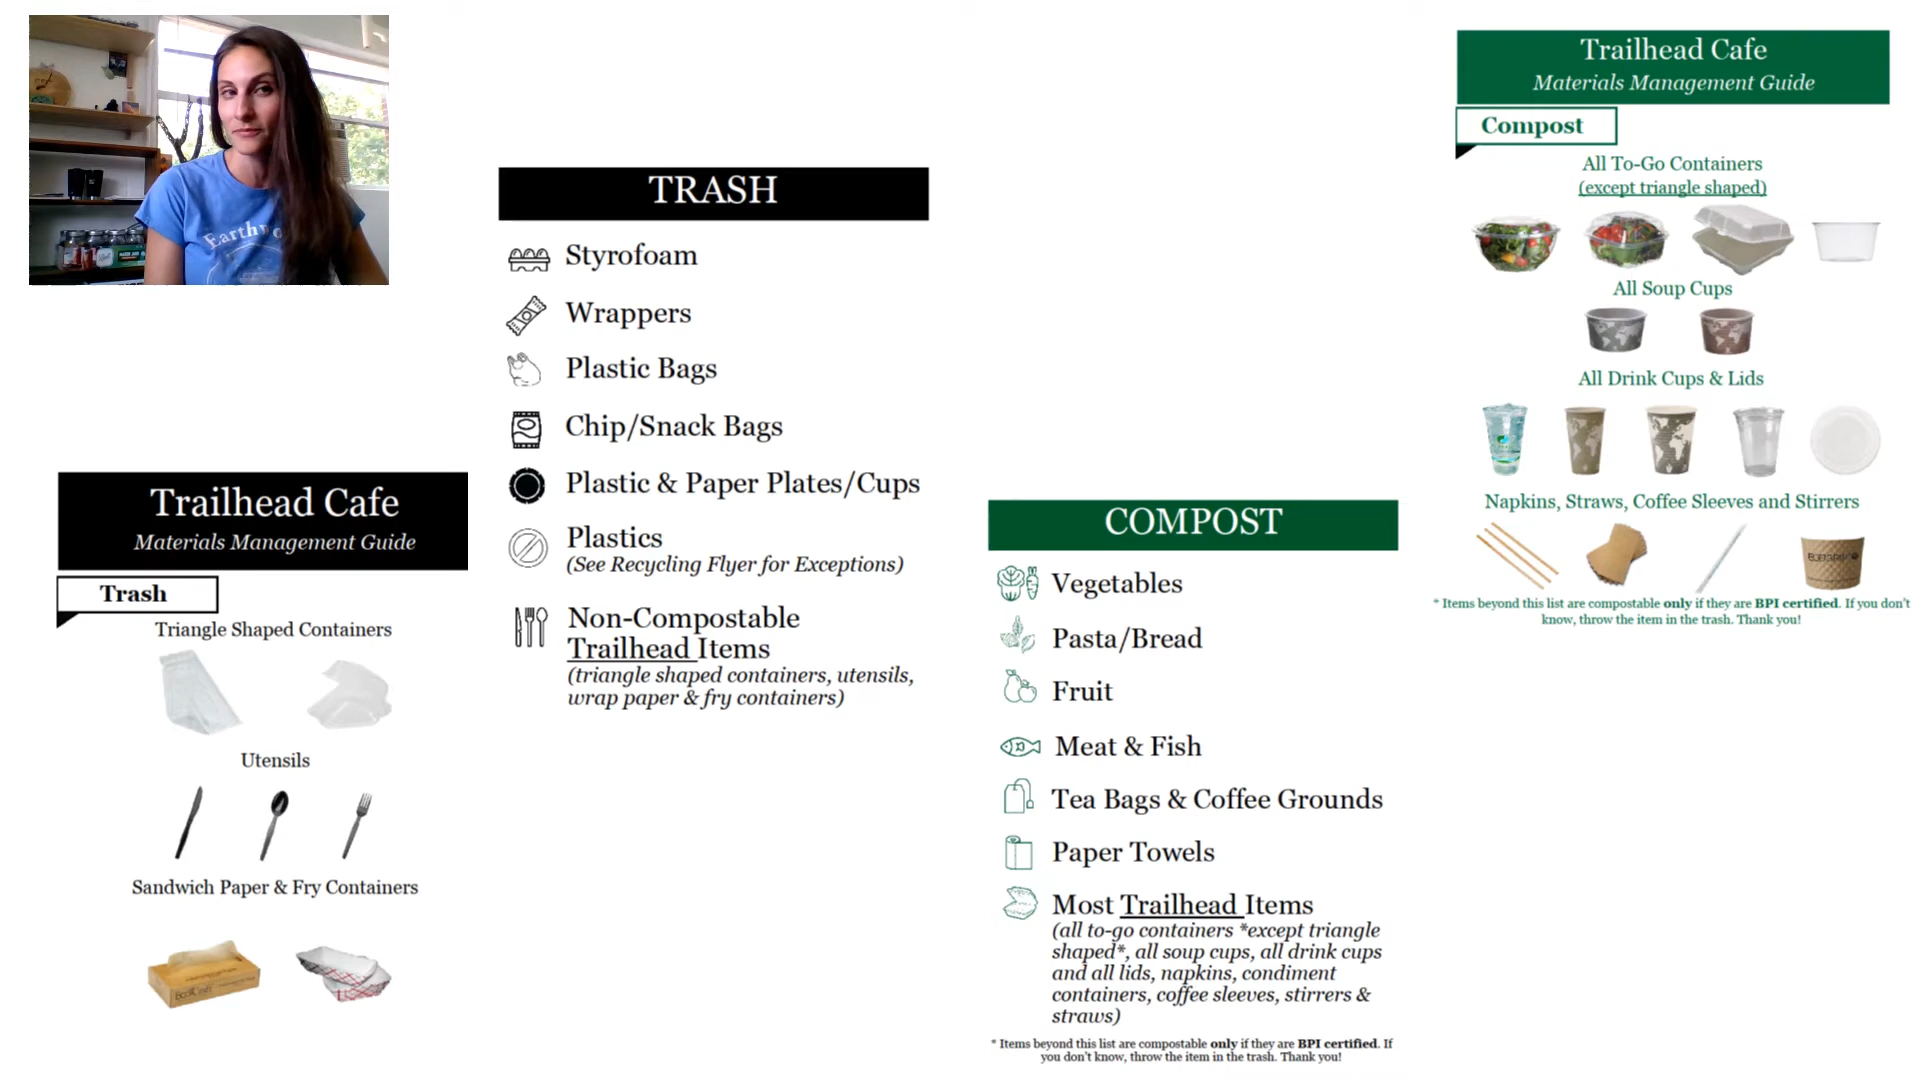 Earth
Trailhead Cafe
Materials Management Guide
Trash
Triangle Shaped Containers
Utensils
Sandwich Paper & Fry Containers
TRASH
Styrofoam
Wrappers
Plastic Bags
Chip/Snack Bags
Plastic & Paper Plates/Cups
Plastics
(See Recycling Flyer for Exceptions)
Non-Compostable
Trailhead Items
(triangle shaped containers, utensils,
wrap paper & fry containers)
COMPOST
Vegetables
Pasta/Bread
Fruit
Meat & Fish
Tea Bags & Coffee Grounds
Paper Towels
Most Trailhead Items
(all to-go containers *except triangle
shaped*, all soup cups, all drink cups
and all lids, napkins, condiment
containers, coffee sleeves, stirrers &
straws)
* Items beyond this list are compostable only if they are BPI certified. If
you don't know, throw the item in the trash. Thank you!
Trailhead Cafe
Materials Management Guide
Compost
All To-Go Containers
(except triangle shaped)
All Soup Cups
All Drink Cups & Lids
Napkins, Straws, Coffee Sleeves and Stirrers
* Items beyond this list are compostable only if they are BPI certified. If you don't
know, throw the item in the trash. Thank you!